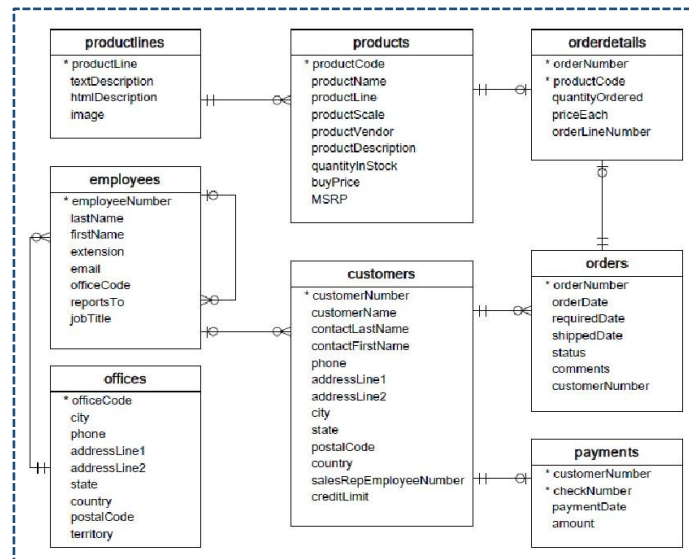 productlines
* productLine
textDescription
htmlDescription
image
products
* productCode
productName
productLine
productScale
productVendor
productDescription
quantityInStock
buyPrice
MSRP
orderdetails
* orderNumber
* productCode
quantityOrdered
priceEach
orderLineNumber
employees
* employeeNumber
lastName
firstName
extension
email
officeCode
reportsTo
jobTitle
customers
* customerNumber
customerName
contactLastName
contactFirstName
phone
addressLine1
addressLine2
city
state
postalCode
country
salesRepEmployeeNumber
creditLimit
orders
* orderNumber
orderDate
requiredDate
shippedDate
status
comments
customerNumber
offices
* officeCode
city
phone
addressLine1
addressLine2
state
country
postalCode
territory
payments
* customerNumber
* checkNumber
paymentDate
amount